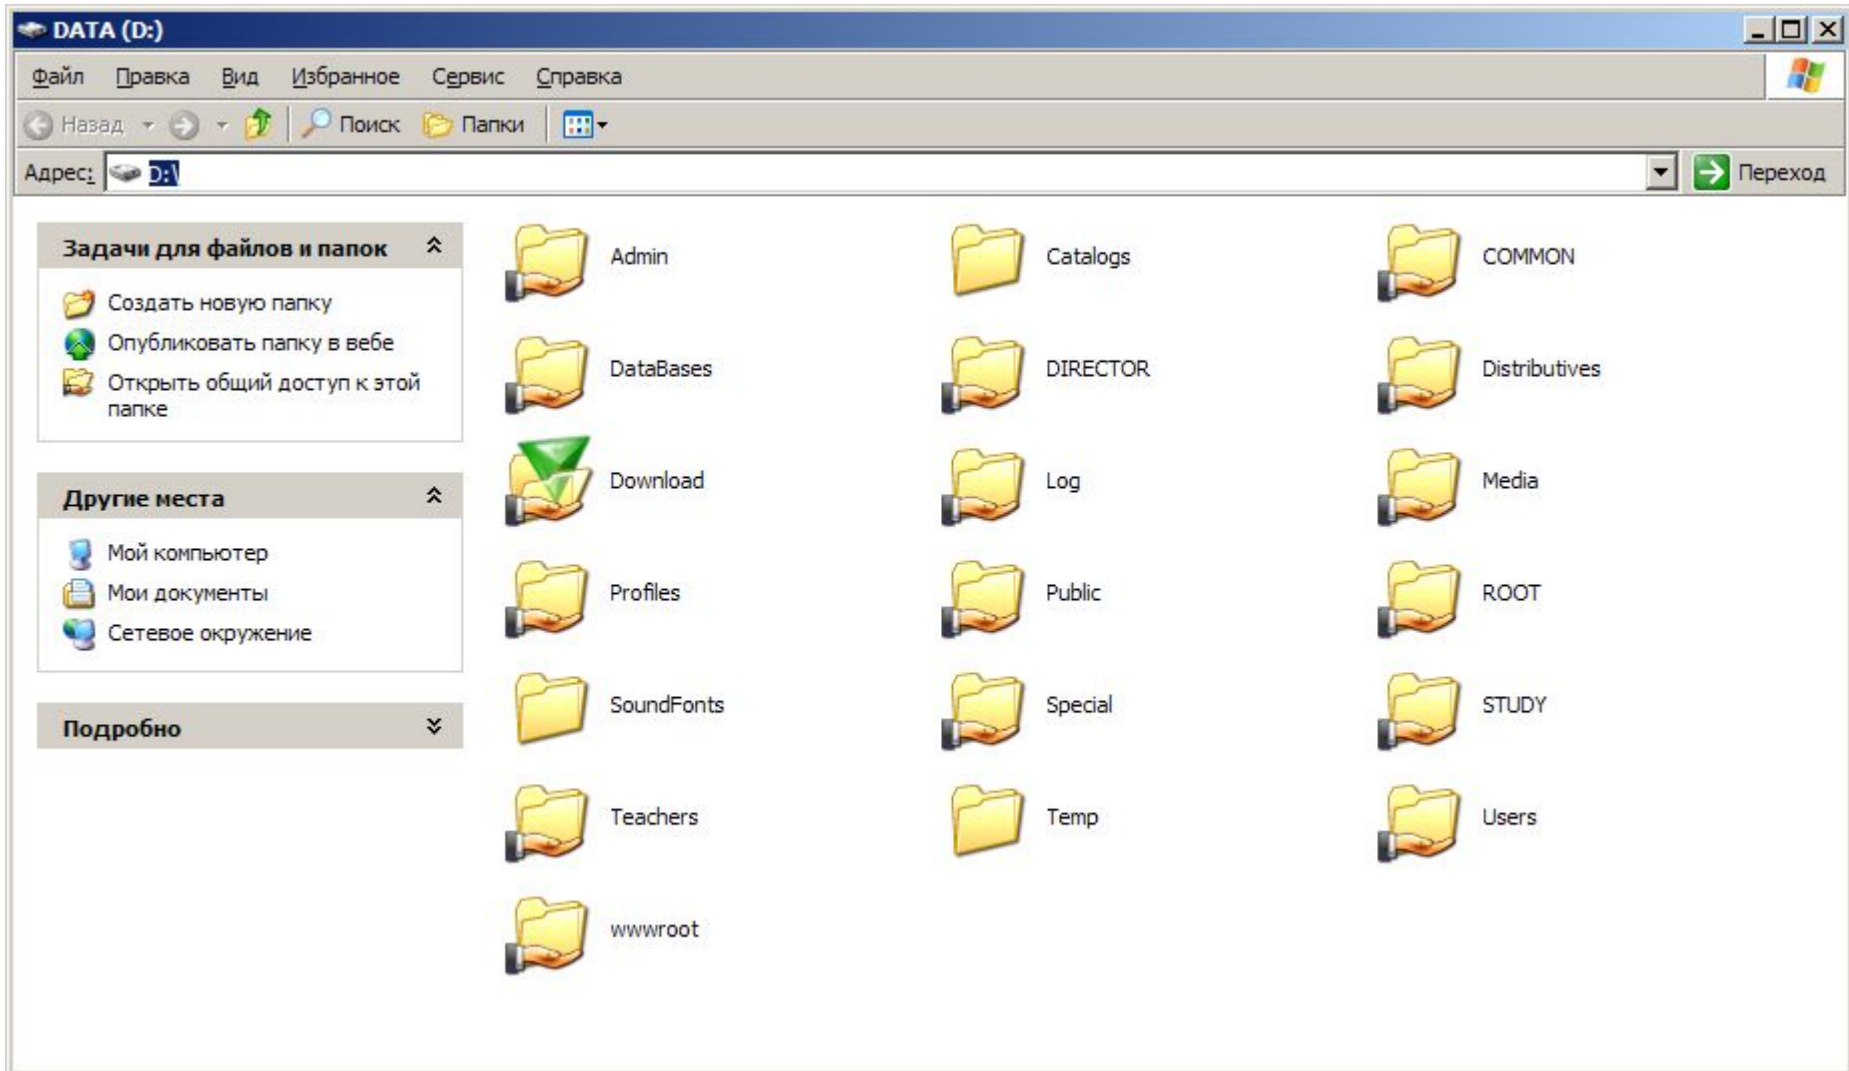 DATA (D:)
Файл Правка Вид Избранное Сервис Справка
Назад Поиск Папки
Адрес: D:\ Переход
Задачи для файлов и папок
Создать новую папку
Опубликовать папку в вебе
Открыть общий доступ к этой
папке
Другие места
Мой компьютер
Мои документы
Сетевое окружение
Подробно
Admin Catalogs COMMON
DataBases DIRECTOR Distributives
Download Log Media
Profiles Public ROOT
SoundFonts Special STUDY
Teachers Temp Users
wwwroot